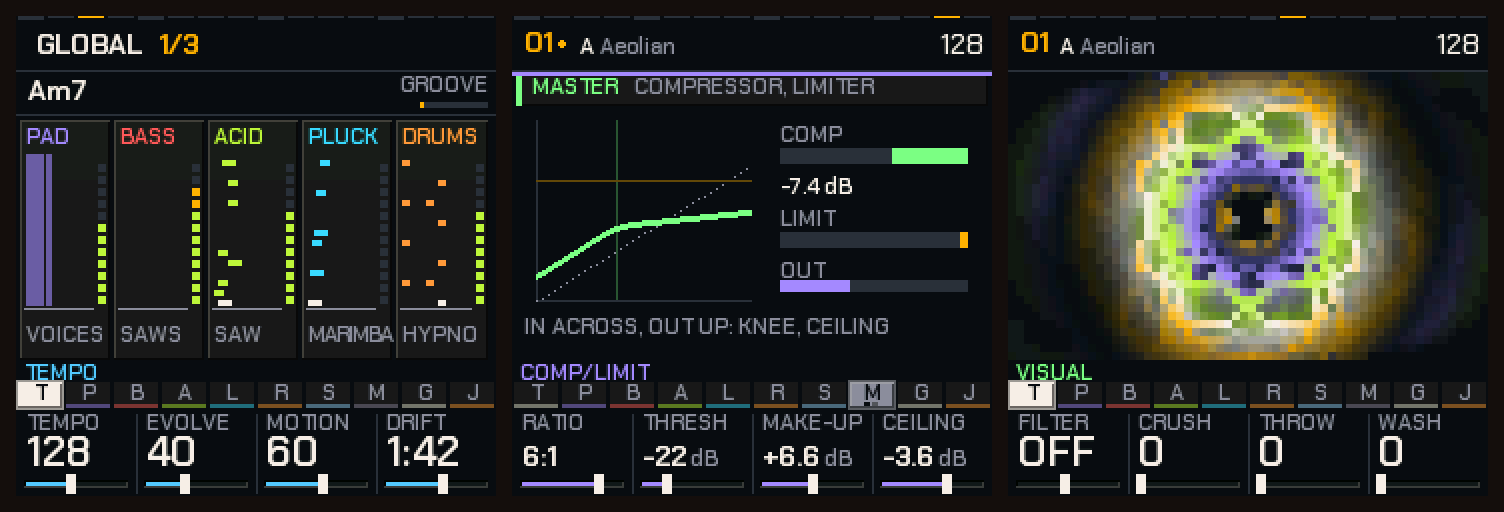 GLOBAL 1/3
Am7 GROOVE
PAD BASS ACID PLUCK DRUMS
VOICES SAWS SAW MARIMBA HYPNO
TEMPO
T P B A L R S M G J
TEMPO EVOLVE MOTION DRIFT
128 40 60 1:42
01 A Aeolian 128
MASTER COMPRESSOR, LIMITER
COMP
-7.4 dB
LIMIT
OUT
IN ACROSS, OUT UP: KNEE, CEILING
COMP/LIMIT
T P B A L R S M G J
RATIO THRESH MAKE-UP CEILING
6:1 -22 dB +6.6 dB -3.6 dB
01 A Aeolian 128
VISUAL
T P B A L R S M G J
FILTER CRUSH THROW WASH
OFF 0 0 0